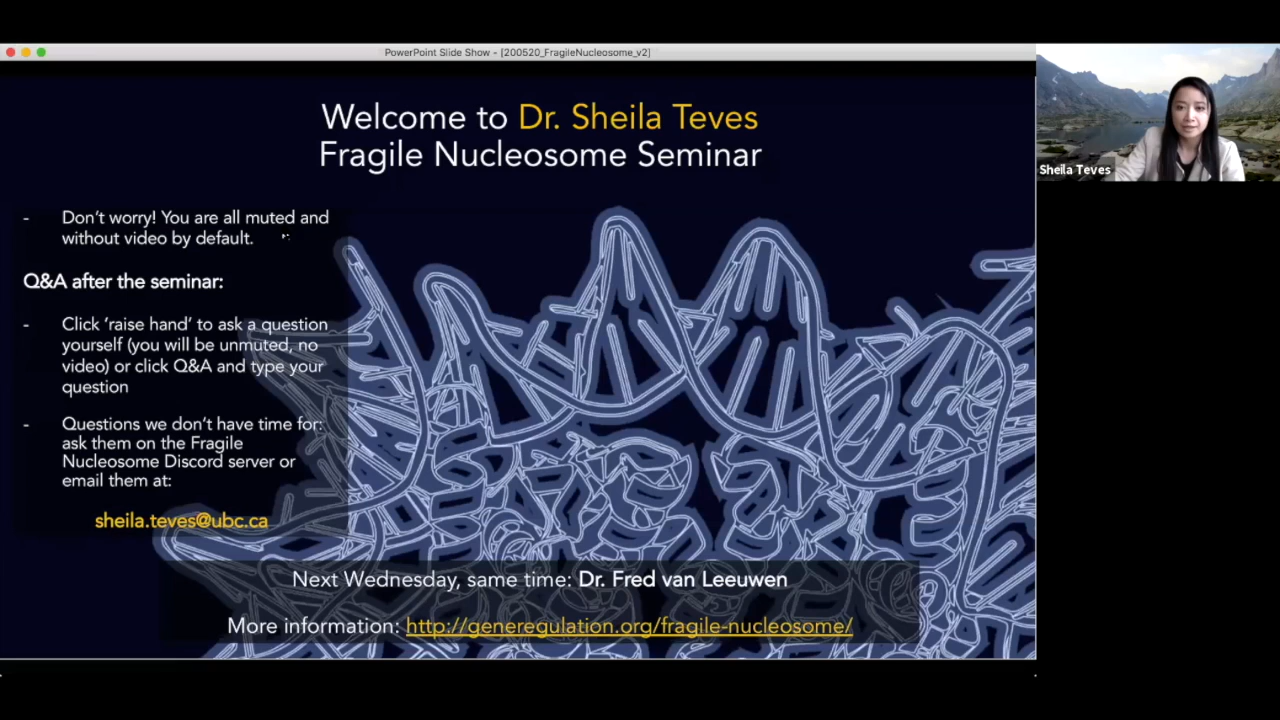 PowerPoint Slide Show - [200520_FragileNucleosome_v2]
Welcome to Dr. Sheila Teves
Fragile Nucleosome Seminar
Sheila Teves
- Don't worry! You are all muted and
without video by default.
Q&A after the seminar:
- Click 'raise hand' to ask a question
yourself (you will be unmuted, no
video) or click Q&A and type your
question
- Questions we don't have time for:
ask them on the Fragile
Nucleosome Discord server or
email them at:
sheila.teves@ubc.ca
Next Wednesday, same time: Dr. Fred van Leeuwen
More information: http://generegulation.org/fragile-nucleosome/